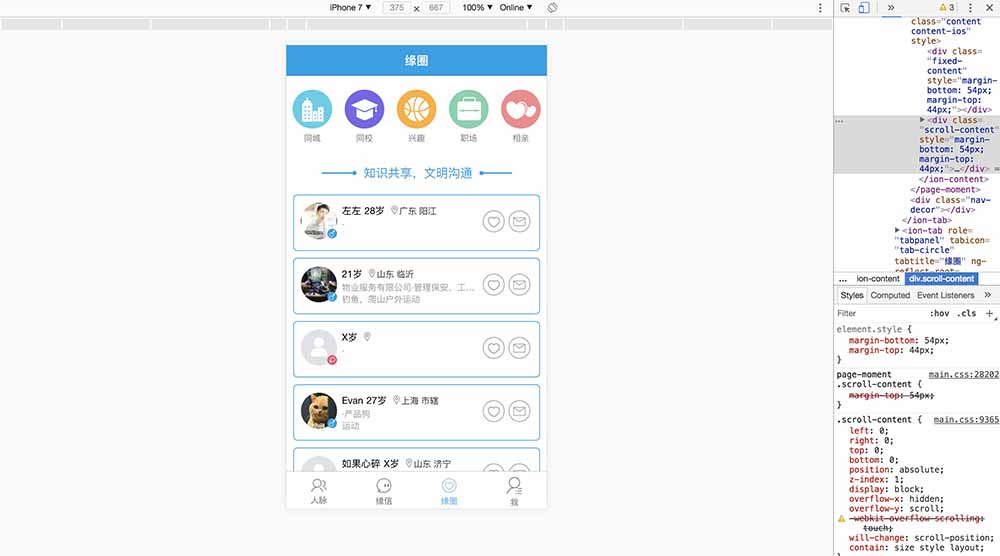 iPhone 7 ▼ 375 × 667 100% ▼ Online ▼
3
缘圈
同城 同校 兴趣 职场 相亲
知识共享，文明沟通
左左 28岁 广东 阳江
-
21岁 山东 临沂
物业服务有限公司·管理保安，工...
钓鱼，爬山户外运动
X岁
-
Evan 27岁 上海 市辖
·产品狗
运动
如果心碎 X岁 山东 济宁
人脉 缘信 缘圈 我
class="content
content-ios"
style>
<div class=
"fixed-
content"
style="margin-
bottom: 54px;
margin-top:
44px;"></div>
... ▶<div class=
"scroll-content"
style="margin-
bottom: 54px;
margin-top:
44px;">…</div> =
</ion-content>
</page-moment>
<div class="nav-
decor"></div>
</ion-tab>
▶<ion-tab role=
"tabpanel" tabicon=
"tab-circle"
tabtitle="缘圈" ng-
reflect-root=
... ion-content div.scroll-content
Styles Computed Event Listeners »
Filter :hov .cls +
element.style {
margin-bottom: 54px;
margin-top: 44px;
}
page-moment main.css:28202
.scroll-content {
margin-top: 54px;
}
.scroll-content { main.css:9365
left: 0;
right: 0;
top: 0;
bottom: 0;
position: absolute;
z-index: 1;
display: block;
overflow-x: hidden;
overflow-y: scroll;
-webkit-overflow-scrolling:
touch;
will-change: scroll-position;
contain: size style layout;